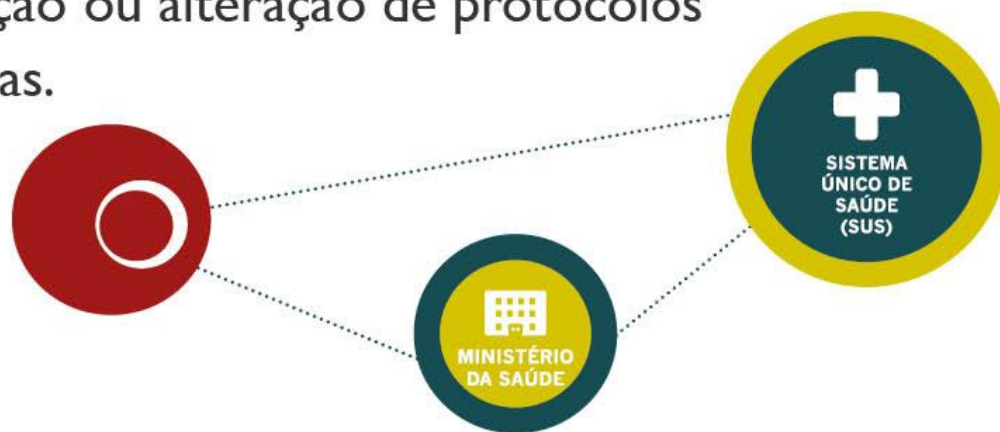 ção ou alteração de protocolos
as.
SISTEMA
ÚNICO DE
SAÚDE
(SUS)
MINISTÉRIO
DA SAÚDE